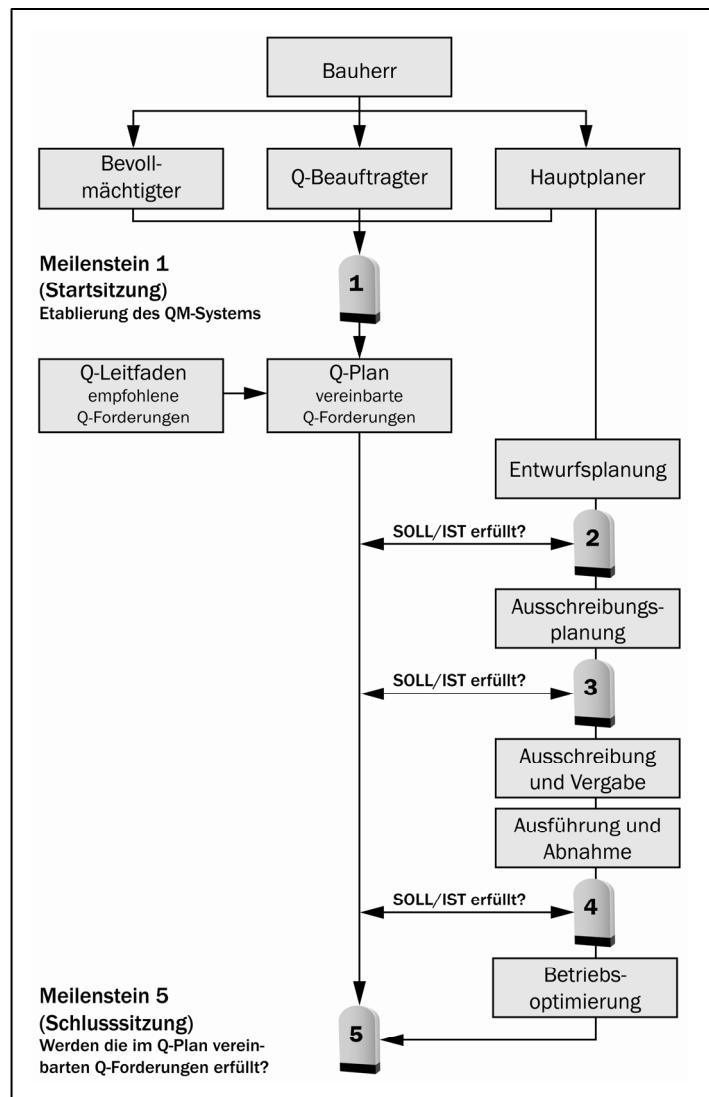 Bauherr
Bevoll-
mächtigter
Q-Beauftragter
Hauptplaner
Meilenstein 1
(Startsitzung)
Etablierung des QM-Systems
1
Q-Leitfaden
empfohlene
Q-Forderungen
Q-Plan
vereinbarte
Q-Forderungen
Entwurfsplanung
SOLL/IST erfüllt?
2
Ausschreibungs-
planung
SOLL/IST erfüllt?
3
Ausschreibung
und Vergabe
Ausführung und
Abnahme
SOLL/IST erfüllt?
4
Betriebs-
optimierung
Meilenstein 5
(Schlusssitzung)
Werden die im Q-Plan verein-
barten Q-Forderungen erfüllt?
5